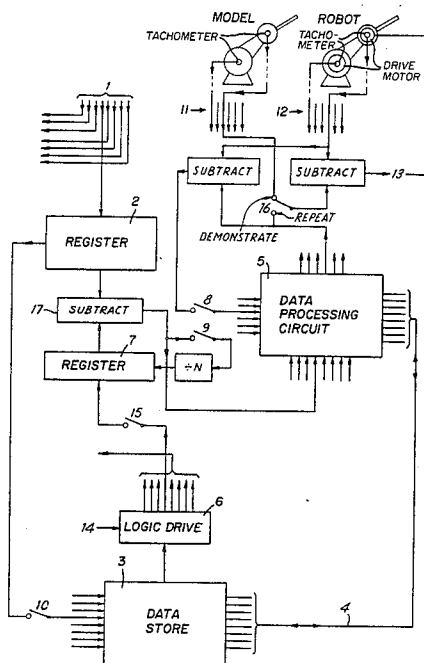 MODEL
ROBOT
TACHOMETER
TACHO-
METER
DRIVE
MOTOR
1
11
12
SUBTRACT
SUBTRACT
13
16
REPEAT
DEMONSTRATE
2
REGISTER
5
DATA
PROCESSING
CIRCUIT
8
17
SUBTRACT
9
7
REGISTER
÷N
15
6
14
LOGIC DRIVE
3
10
DATA
STORE
4